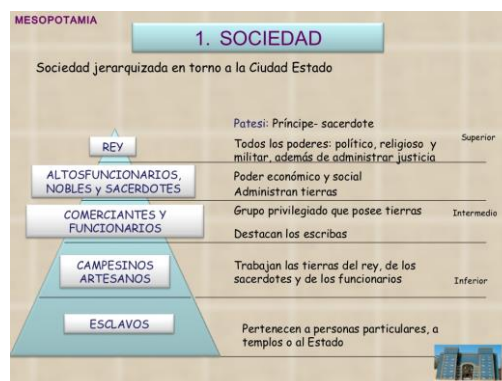 MESOPOTAMIA
1. SOCIEDAD
Sociedad jerarquizada en torno a la Ciudad Estado
REY
Patesi: Príncipe- sacerdote
Todos los poderes: político, religioso y
militar, además de administrar justicia
Superior
ALTOSFUNCIONARIOS,
NOBLES y SACERDOTES
Poder económico y social
Administran tierras
COMERCIANTES Y
FUNCIONARIOS
Grupo privilegiado que posee tierras
Destacan los escribas
Intermedio
CAMPESINOS
ARTESANOS
Trabajan las tierras del rey, de los
sacerdotes y de los funcionarios
Inferior
ESCLAVOS
Pertenecen a personas particulares, a
templos o al Estado